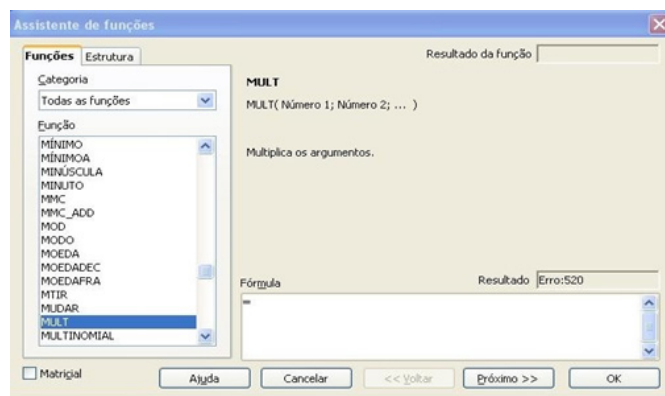 Assistente de funções
Funções Estrutura
Resultado da função
Categoria
Todas as funções
Função
MÍNIMO
MÍNIMOA
MINÚSCULA
MINUTO
MMC
MMC_ADD
MOD
MODO
MOEDA
MOEDADEC
MOEDAFRA
MTIR
MUDAR
MULT
MULTINOMIAL
MULT
MULT( Número 1; Número 2; ... )
Multiplica os argumentos.
Fórmula
Resultado Erro:520
=
Matricial
Ajuda
Cancelar
<< Voltar
Próximo >>
OK